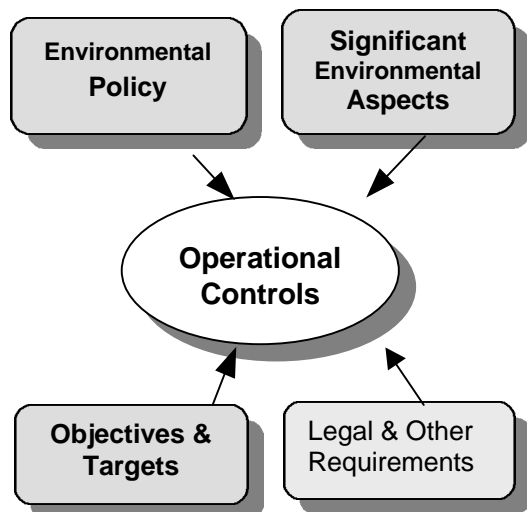 Environmental
Policy
Significant
Environmental
Aspects
Operational
Controls
Objectives &
Targets
Legal & Other
Requirements